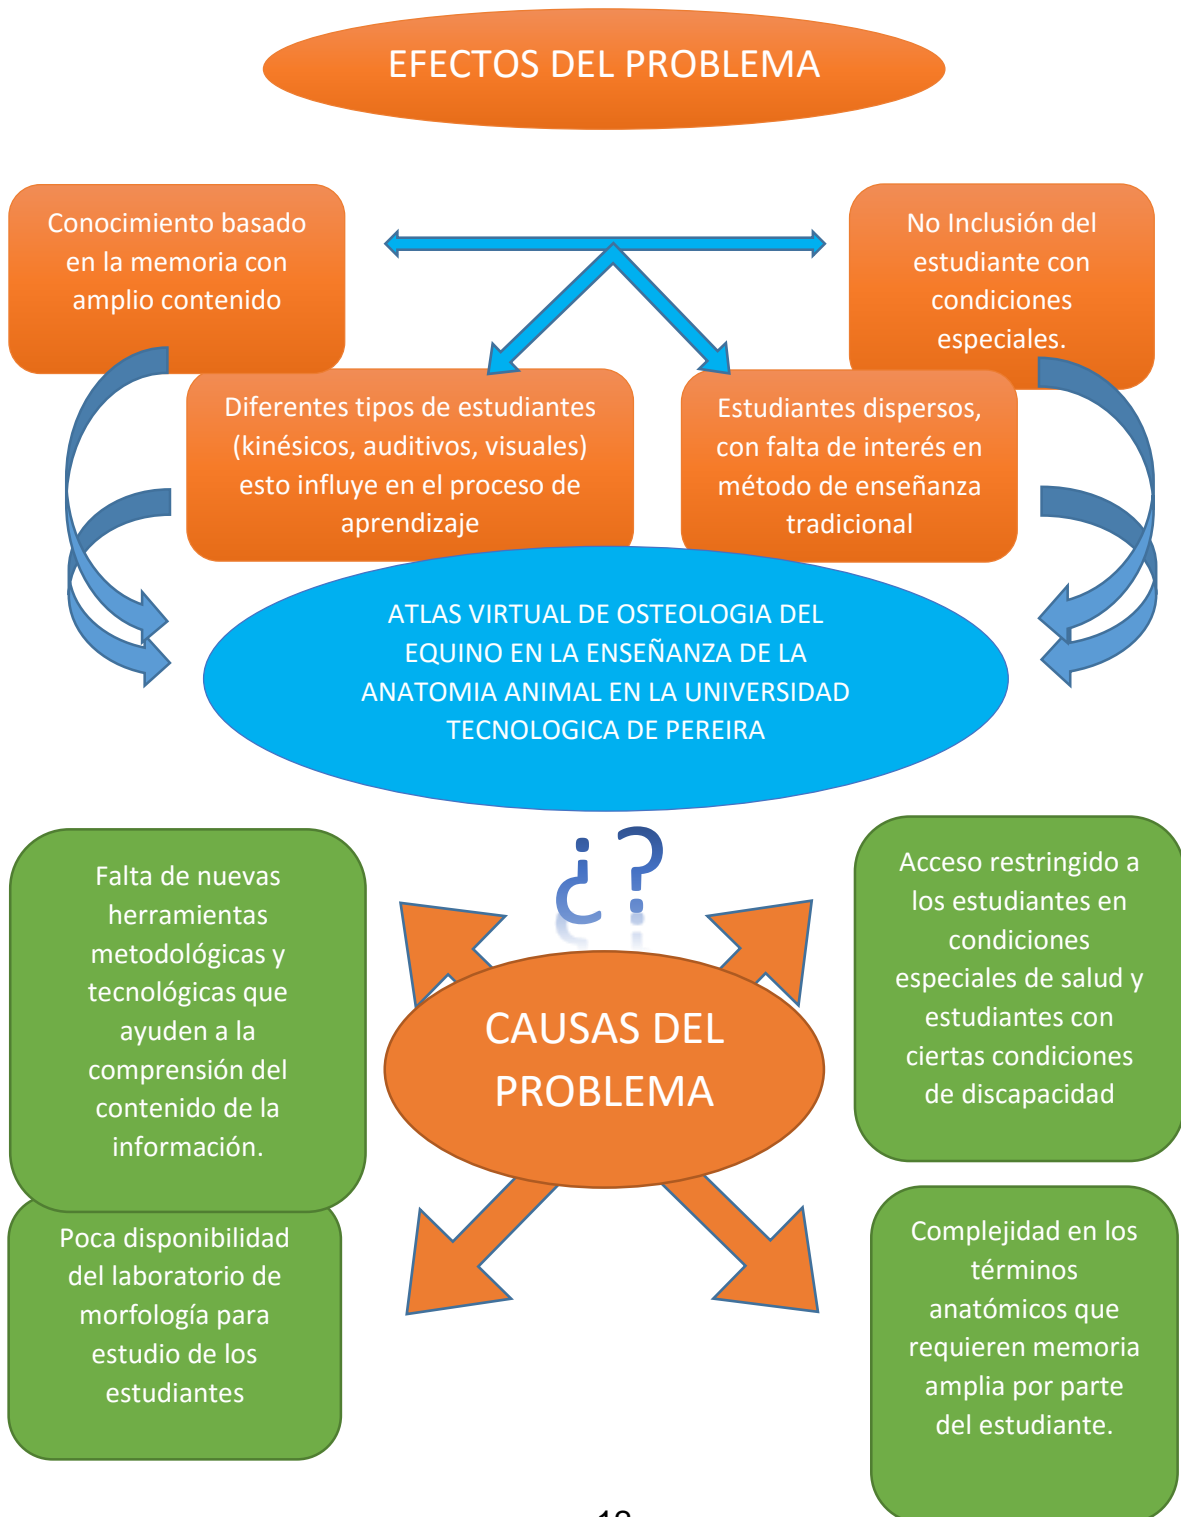 EFECTOS DEL PROBLEMA
Conocimiento basado
en la memoria con
amplio contenido
No Inclusión del
estudiante con
condiciones
especiales.
Diferentes tipos de estudiantes
(kinésicos, auditivos, visuales)
esto influye en el proceso de
aprendizaje
Estudiantes dispersos,
con falta de interés en
método de enseñanza
tradicional
ATLAS VIRTUAL DE OSTEOLOGIA DEL
EQUINO EN LA ENSEÑANZA DE LA
ANATOMIA ANIMAL EN LA UNIVERSIDAD
TECNOLOGICA DE PEREIRA
¿?
Falta de nuevas
herramientas
metodológicas y
tecnológicas que
ayuden a la
comprensión del
contenido de la
información.
Acceso restringido a
los estudiantes en
condiciones
especiales de salud y
estudiantes con
ciertas condiciones
de discapacidad
CAUSAS DEL
PROBLEMA
Poca disponibilidad
del laboratorio de
morfología para
estudio de los
estudiantes
Complejidad en los
términos
anatómicos que
requieren memoria
amplia por parte
del estudiante.